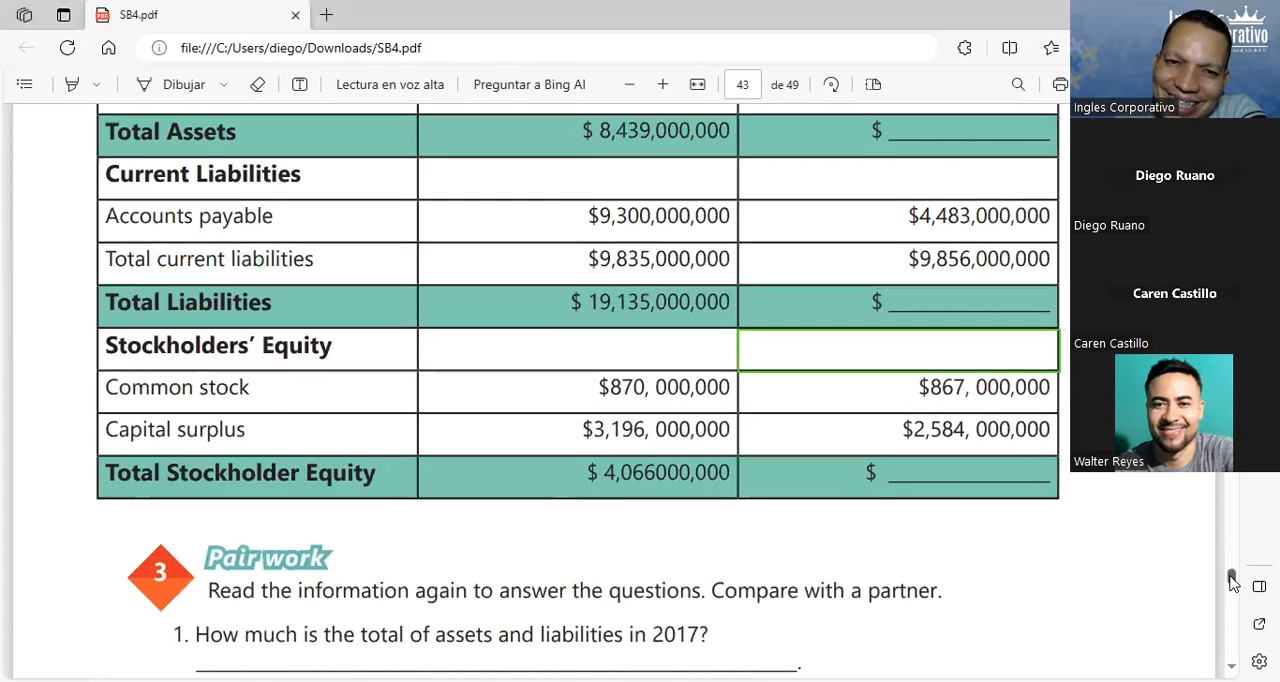 SB4.pdf
file:///C:/Users/diego/Downloads/SB4.pdf
Dibujar
Lectura en voz alta
Preguntar a Bing AI
43 de 49
Total Assets $ 8,439,000,000 $ ______________
Current Liabilities
Accounts payable $9,300,000,000 $4,483,000,000
Total current liabilities $9,835,000,000 $9,856,000,000
Total Liabilities $ 19,135,000,000 $ ______________
Stockholders’ Equity
Common stock $870, 000,000 $867, 000,000
Capital surplus $3,196, 000,000 $2,584, 000,000
Total Stockholder Equity $ 4,066000,000 $ ______________
3 Pair work
Read the information again to answer the questions. Compare with a partner.
1. How much is the total of assets and liabilities in 2017?
______________________________________________________.
Ingles Corporativo
Diego Ruano
Diego Ruano
Caren Castillo
Caren Castillo
Walter Reyes